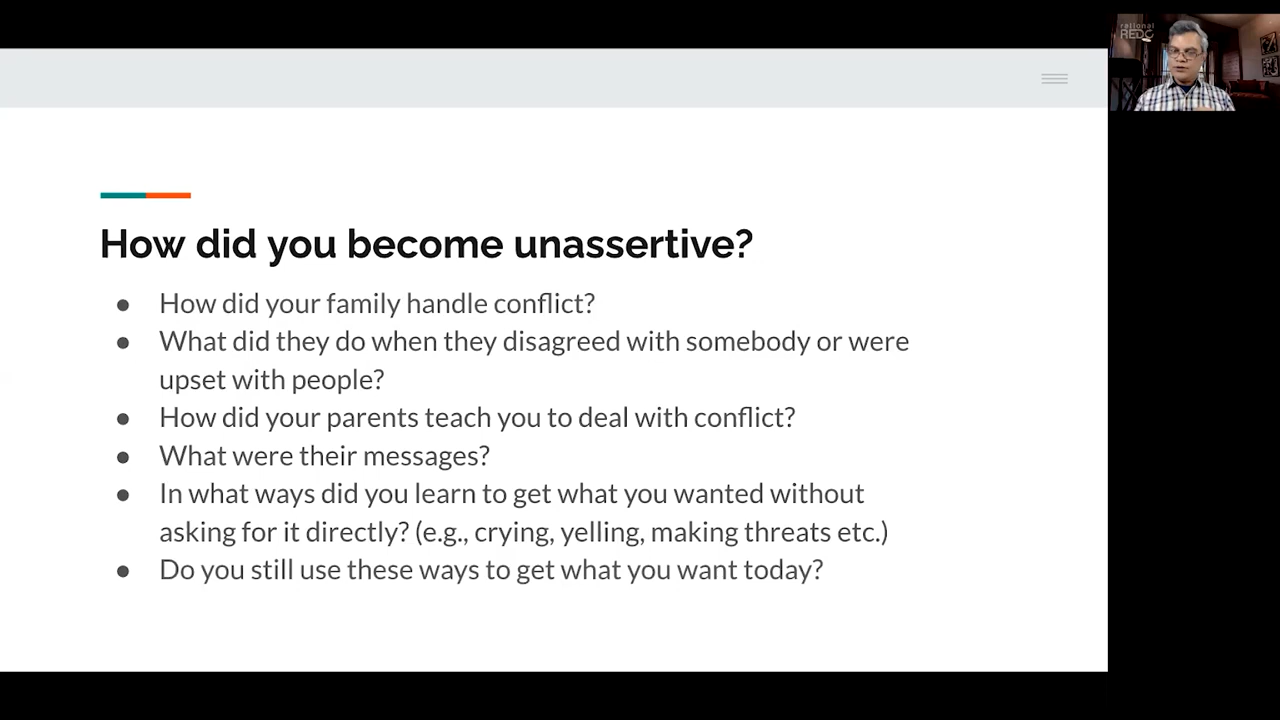 rational
REDO
How did you become unassertive?
● How did your family handle conflict?
● What did they do when they disagreed with somebody or were
upset with people?
● How did your parents teach you to deal with conflict?
● What were their messages?
● In what ways did you learn to get what you wanted without
asking for it directly? (e.g., crying, yelling, making threats etc.)
● Do you still use these ways to get what you want today?